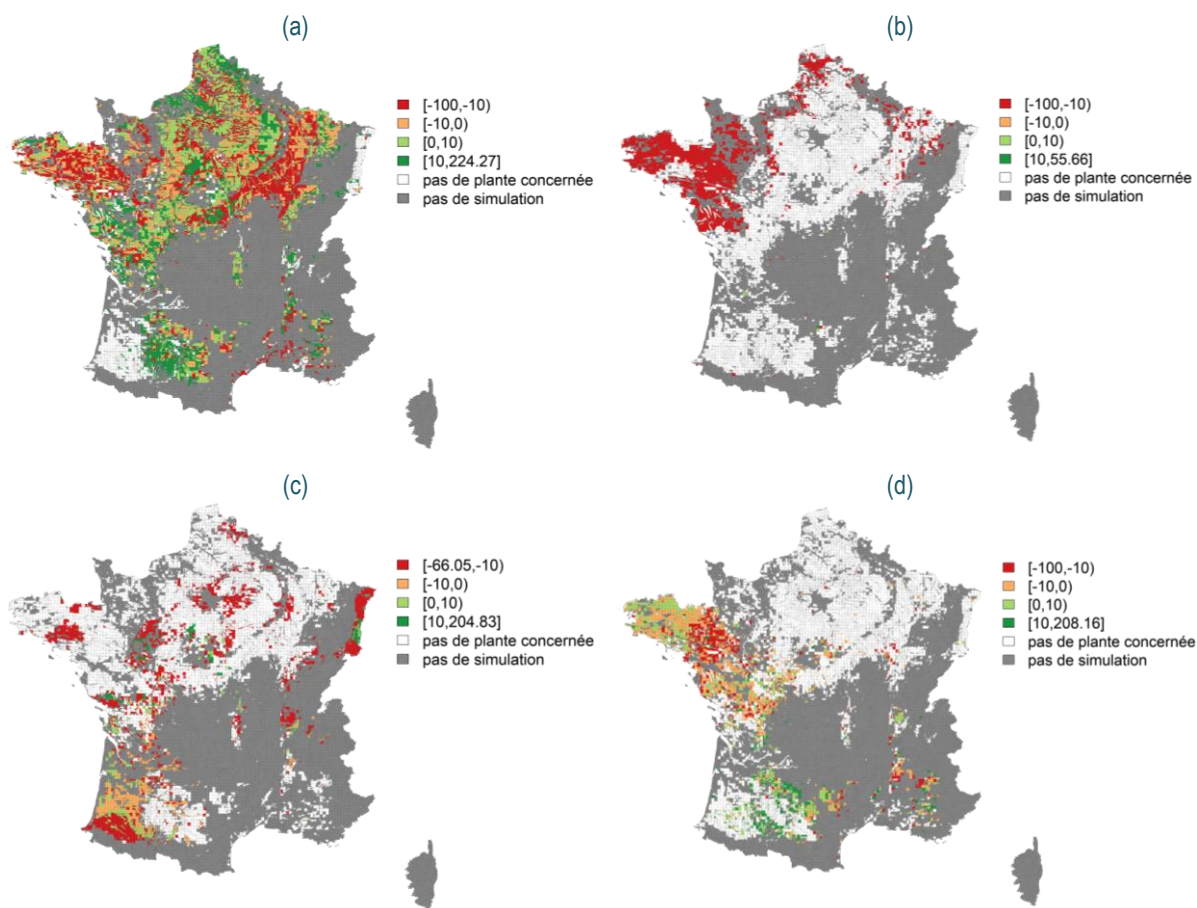 (a)
[-100,-10)
[-10,0)
[0,10)
[10,224.27]
pas de plante concernée
pas de simulation
(b)
[-100,-10)
[-10,0)
[0,10)
[10,55.66]
pas de plante concernée
pas de simulation
(c)
[-66.05,-10)
[-10,0)
[0,10)
[10,204.83]
pas de plante concernée
pas de simulation
(d)
[-100,-10)
[-10,0)
[0,10)
[10,208.16]
pas de plante concernée
pas de simulation